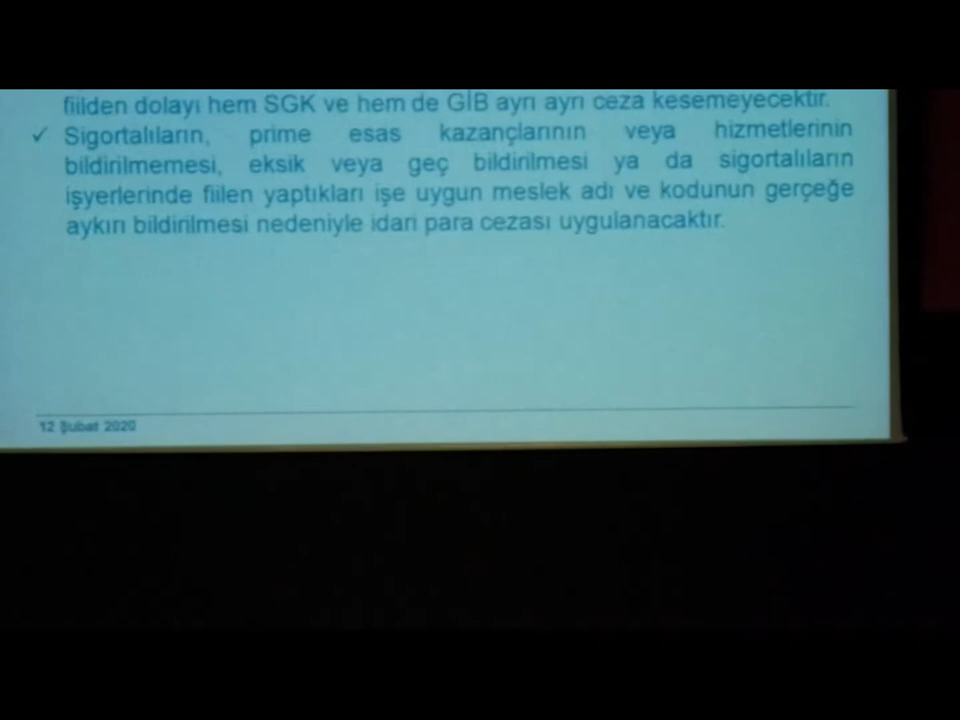 fiilden dolayı hem SGK ve hem de GİB ayrı ayrı ceza kesemeyecektir.
✓ Sigortalıların, prime esas kazançlarının veya hizmetlerinin
bildirilmemesi, eksik veya geç bildirilmesi ya da sigortalıların
işyerlerinde fiilen yaptıkları işe uygun meslek adı ve kodunun gerçeğe
aykırı bildirilmesi nedeniyle idari para cezası uygulanacaktır.
12 Şubat 2020